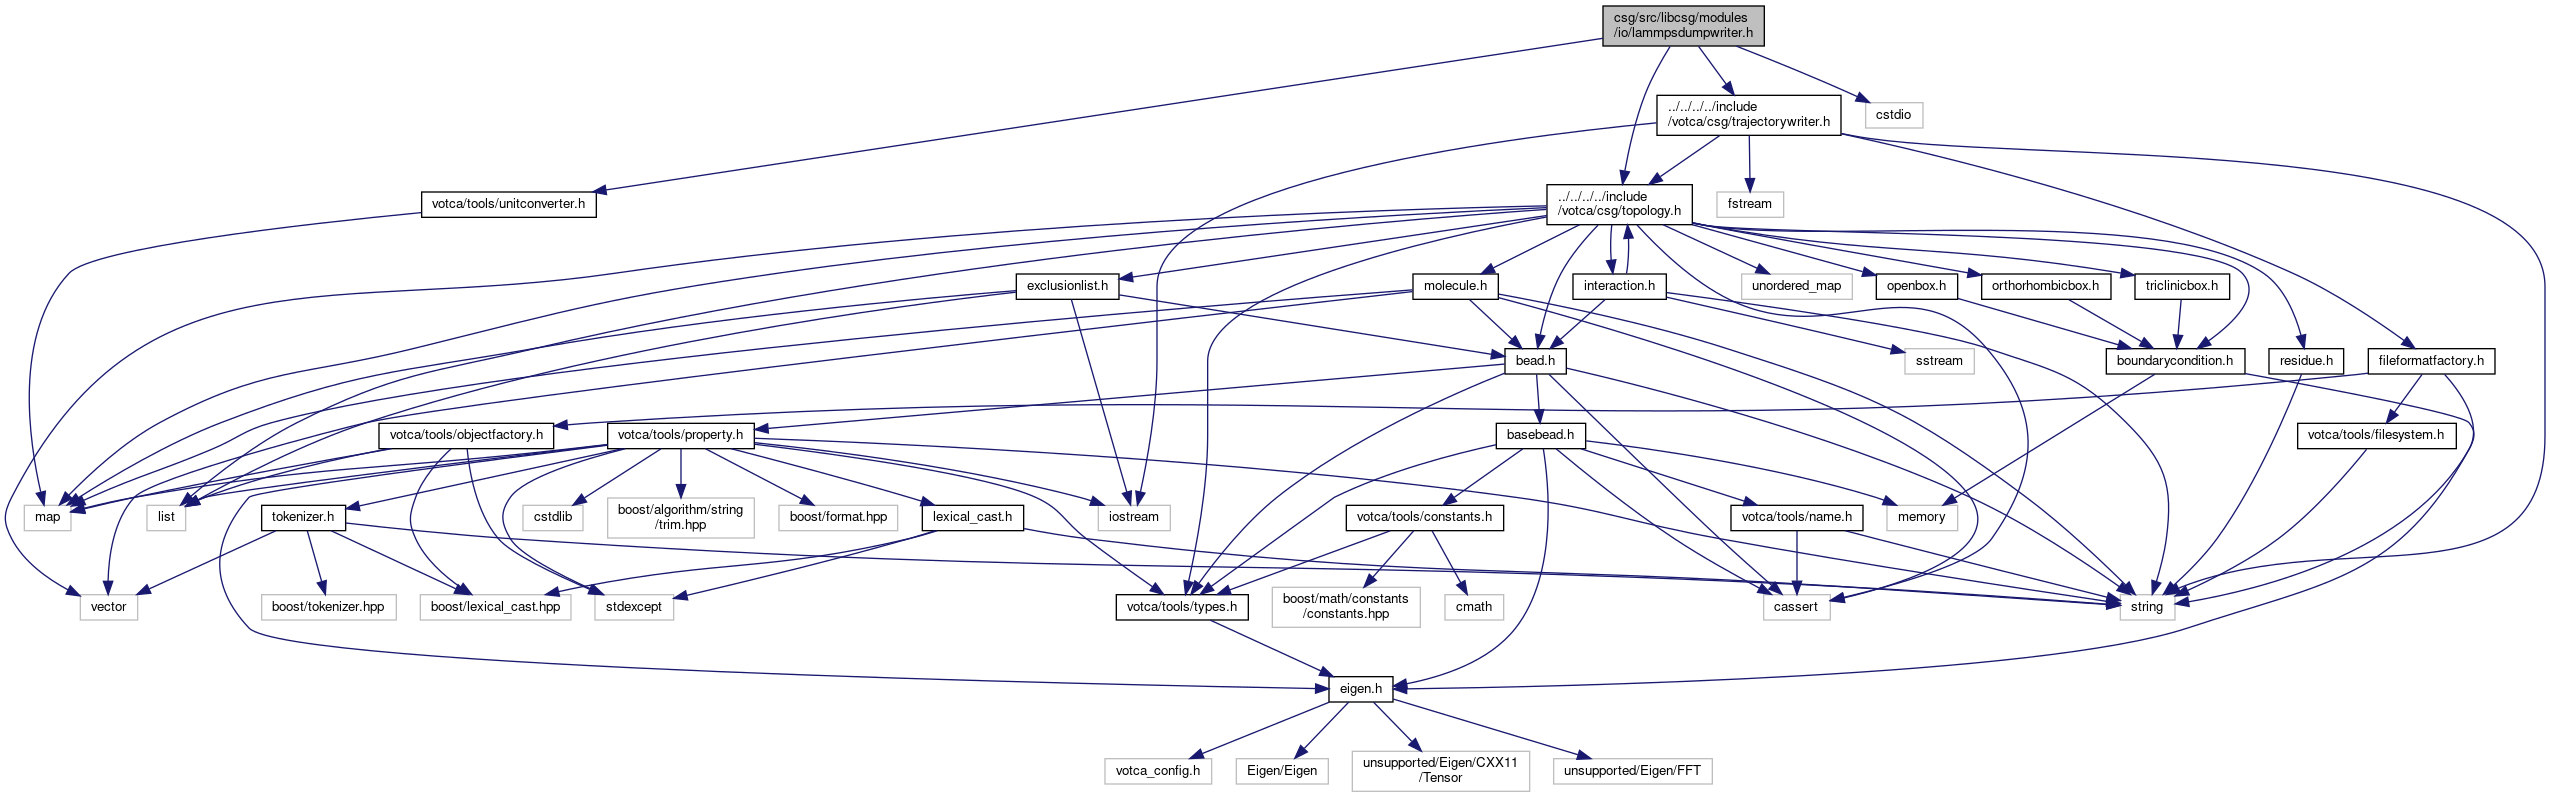 csg/src/libcsg/modules
/io/lammpsdumpwriter.h
../../../../include
/votca/csg/trajectorywriter.h
cstdio
votca/tools/unitconverter.h
../../../../include
/votca/csg/topology.h
fstream
exclusionlist.h
molecule.h
interaction.h
unordered_map
openbox.h
orthorhombicbox.h
triclinicbox.h
bead.h
sstream
boundarycondition.h
residue.h
fileformatfactory.h
votca/tools/objectfactory.h
votca/tools/property.h
basebead.h
votca/tools/filesystem.h
map
list
tokenizer.h
cstdlib
boost/algorithm/string
/trim.hpp
boost/format.hpp
lexical_cast.h
iostream
votca/tools/constants.h
votca/tools/name.h
memory
vector
boost/tokenizer.hpp
boost/lexical_cast.hpp
stdexcept
votca/tools/types.h
boost/math/constants
/constants.hpp
cmath
cassert
string
eigen.h
votca_config.h
Eigen/Eigen
unsupported/Eigen/CXX11
/Tensor
unsupported/Eigen/FFT